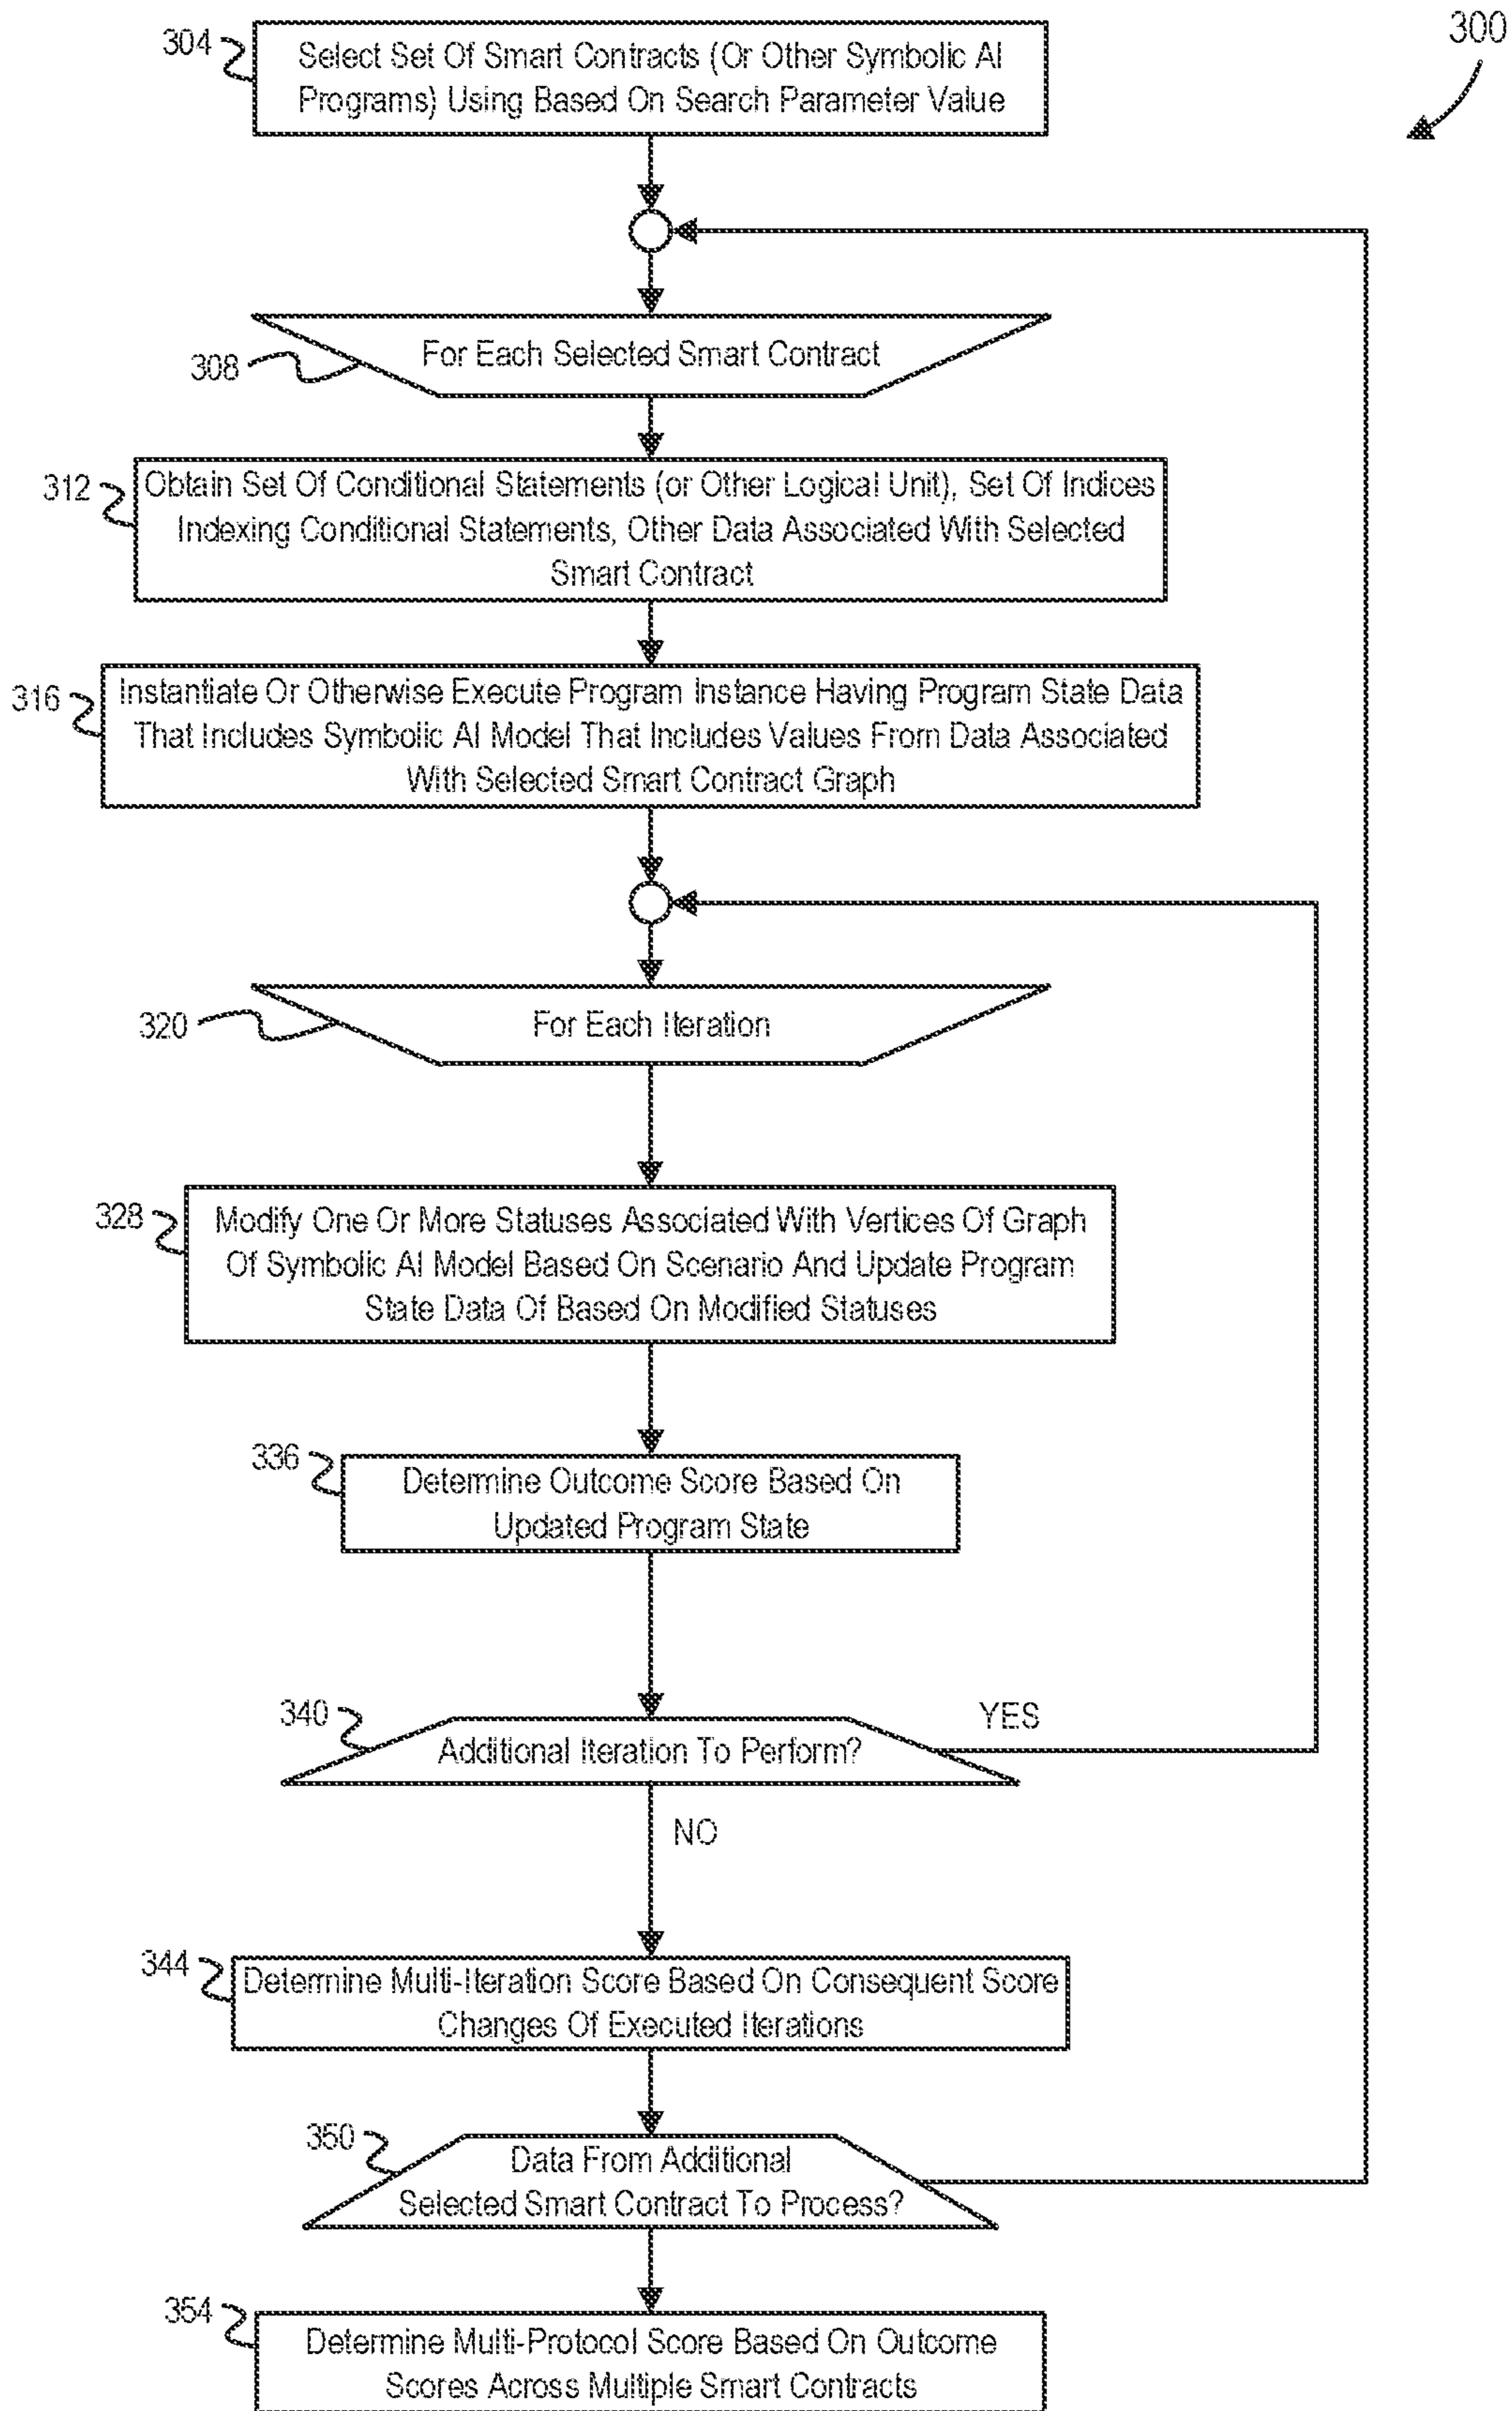 300
304
Select Set Of Smart Contracts (Or Other Symbolic AI
Programs) Using Based On Search Parameter Value
308
For Each Selected Smart Contract
312
Obtain Set Of Conditional Statements (or Other Logical Unit), Set Of Indices
Indexing Conditional Statements, Other Data Associated With Selected
Smart Contract
316
Instantiate Or Otherwise Execute Program Instance Having Program State Data
That Includes Symbolic AI Model That Includes Values From Data Associated
With Selected Smart Contract Graph
320
For Each Iteration
328
Modify One Or More Statuses Associated With Vertices Of Graph
Of Symbolic AI Model Based On Scenario And Update Program
State Data Of Based On Modified Statuses
336
Determine Outcome Score Based On
Updated Program State
340
Additional Iteration To Perform?
YES
NO
344
Determine Multi-Iteration Score Based On Consequent Score
Changes Of Executed Iterations
350
Data From Additional
Selected Smart Contract To Process?
354
Determine Multi-Protocol Score Based On Outcome
Scores Across Multiple Smart Contracts